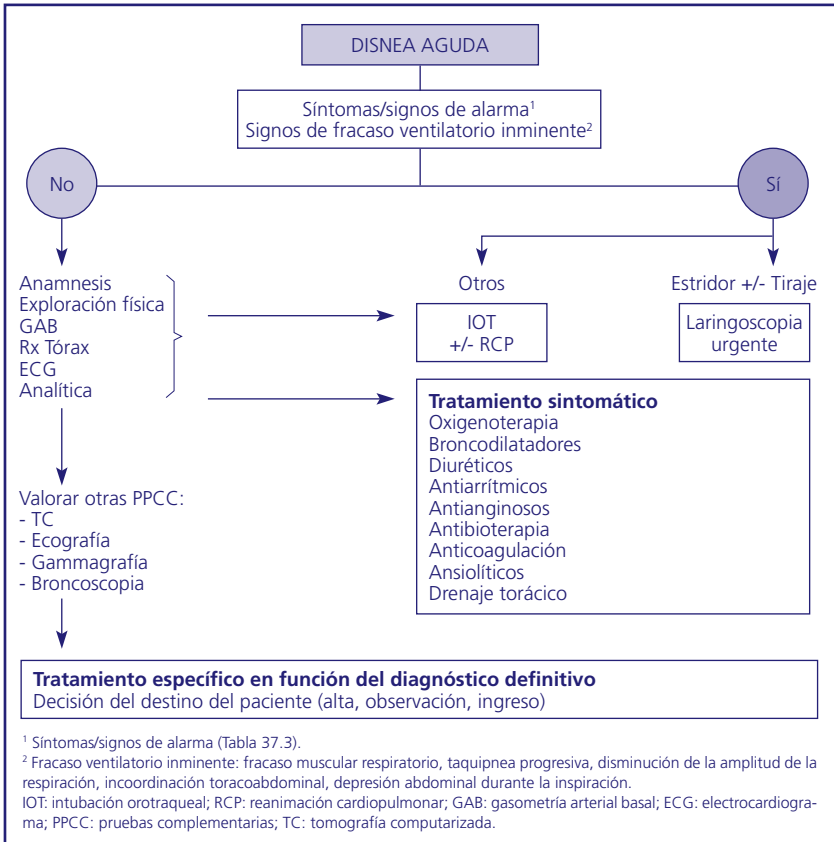 DISNEA AGUDA
Síntomas/signos de alarma¹
Signos de fracaso ventilatorio inminente²
No
Sí
Anamnesis
Exploración física
GAB
Rx Tórax
ECG
Analítica
Otros
IOT
+/- RCP
Estridor +/- Tiraje
Laringoscopia
urgente
Tratamiento sintomático
Oxigenoterapia
Broncodilatadores
Diuréticos
Antiarrítmicos
Antianginosos
Antibioterapia
Anticoagulación
Ansiolíticos
Drenaje torácico
Valorar otras PPCC:
- TC
- Ecografía
- Gammagrafía
- Broncoscopia
Tratamiento específico en función del diagnóstico definitivo
Decisión del destino del paciente (alta, observación, ingreso)
¹ Síntomas/signos de alarma (Tabla 37.3).
² Fracaso ventilatorio inminente: fracaso muscular respiratorio, taquipnea progresiva, disminución de la amplitud de la
respiración, incoordinación toracoabdominal, depresión abdominal durante la inspiración.
IOT: intubación orotraqueal; RCP: reanimación cardiopulmonar; GAB: gasometría arterial basal; ECG: electrocardiogra-
ma; PPCC: pruebas complementarias; TC: tomografía computarizada.